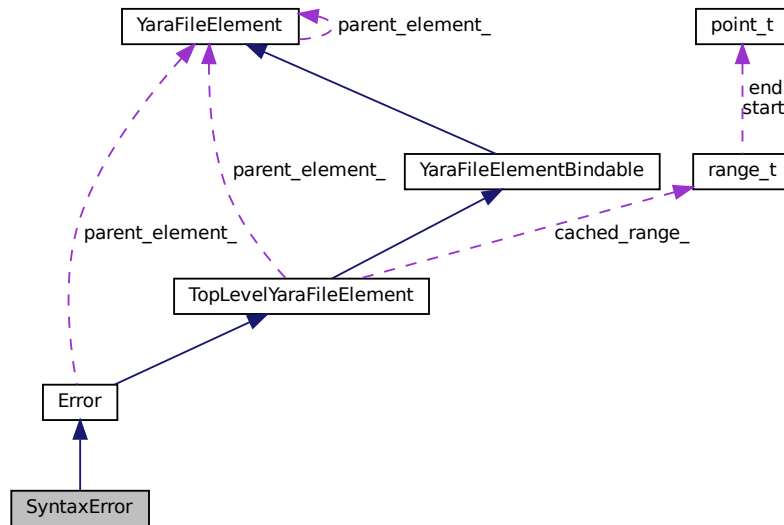 YaraFileElement
parent_element_
point_t
end
start
parent_element_
YaraFileElementBindable
range_t
parent_element_
cached_range_
TopLevelYaraFileElement
Error
SyntaxError